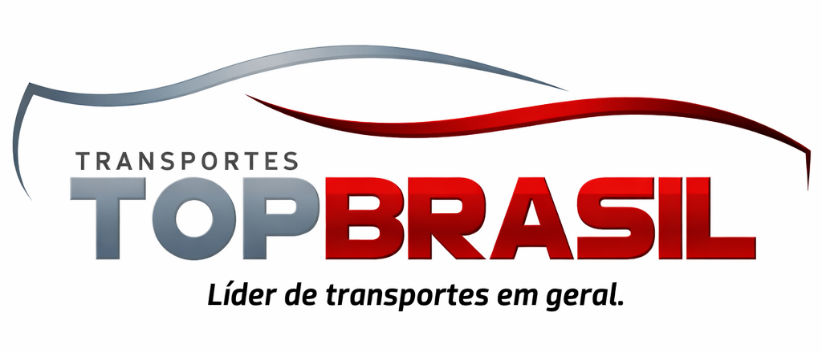 TRANSPORTES
TOPBRASIL
Líder de transportes em geral.